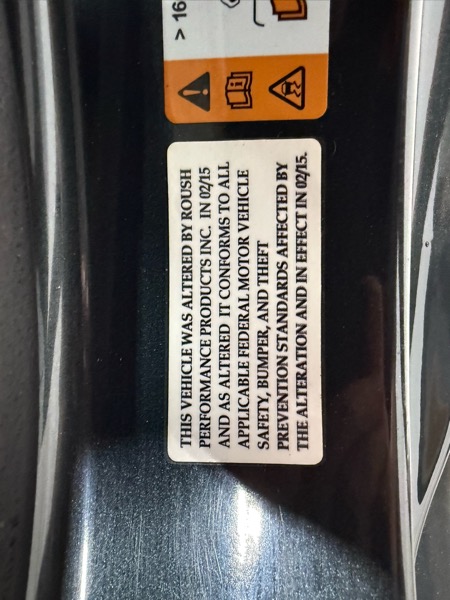 > 16
THIS VEHICLE WAS ALTERED BY ROUSH
PERFORMANCE PRODUCTS INC. IN 02/15
AND AS ALTERED IT CONFORMS TO ALL
APPLICABLE FEDERAL MOTOR VEHICLE
SAFETY, BUMPER, AND THEFT
PREVENTION STANDARDS AFFECTED BY
THE ALTERATION AND IN EFFECT IN 02/15.